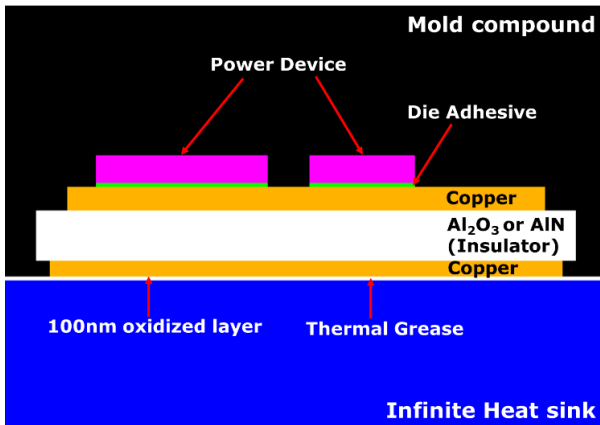 Mold compound
Power Device
Die Adhesive
Copper
Al₂O₃ or AlN
(Insulator)
Copper
100nm oxidized layer
Thermal Grease
Infinite Heat sink